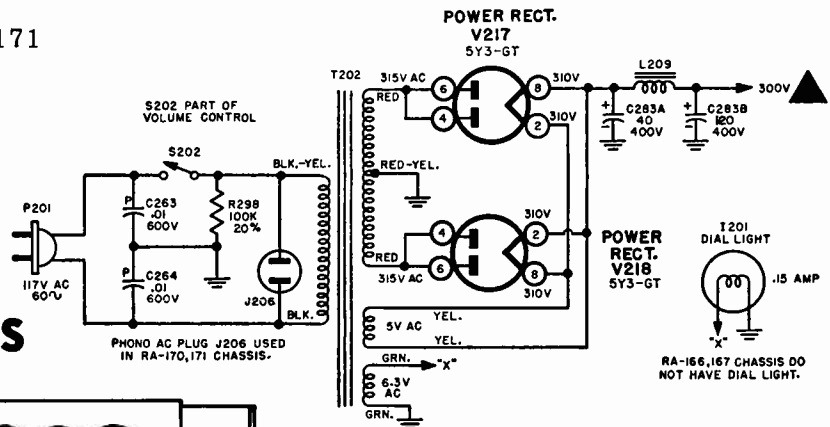 171
POWER RECT.
V217
5Y3-GT
T202
315V AC
6
RED
4
8
310V
310V
2
L209
300V
C283A
40
400V
C283B
120
400V
S202 PART OF
VOLUME CONTROL
S202
BLK.-YEL.
RED-YEL.
P201
117V AC
60∿
P
C263
.01
600V
R298
100K
20%
P
C264
.01
600V
J206
BLK.
4
RED
6
315V AC
310V
2
8
310V
POWER
RECT.
V218
5Y3-GT
I201
DIAL LIGHT
.15 AMP
"X"
YEL.
5V AC
YEL.
GRN.
"X"
6.3V
AC
GRN.
S
PHONO AC PLUG J206 USED
IN RA-170,171 CHASSIS.
RA-166,167 CHASSIS DO
NOT HAVE DIAL LIGHT.